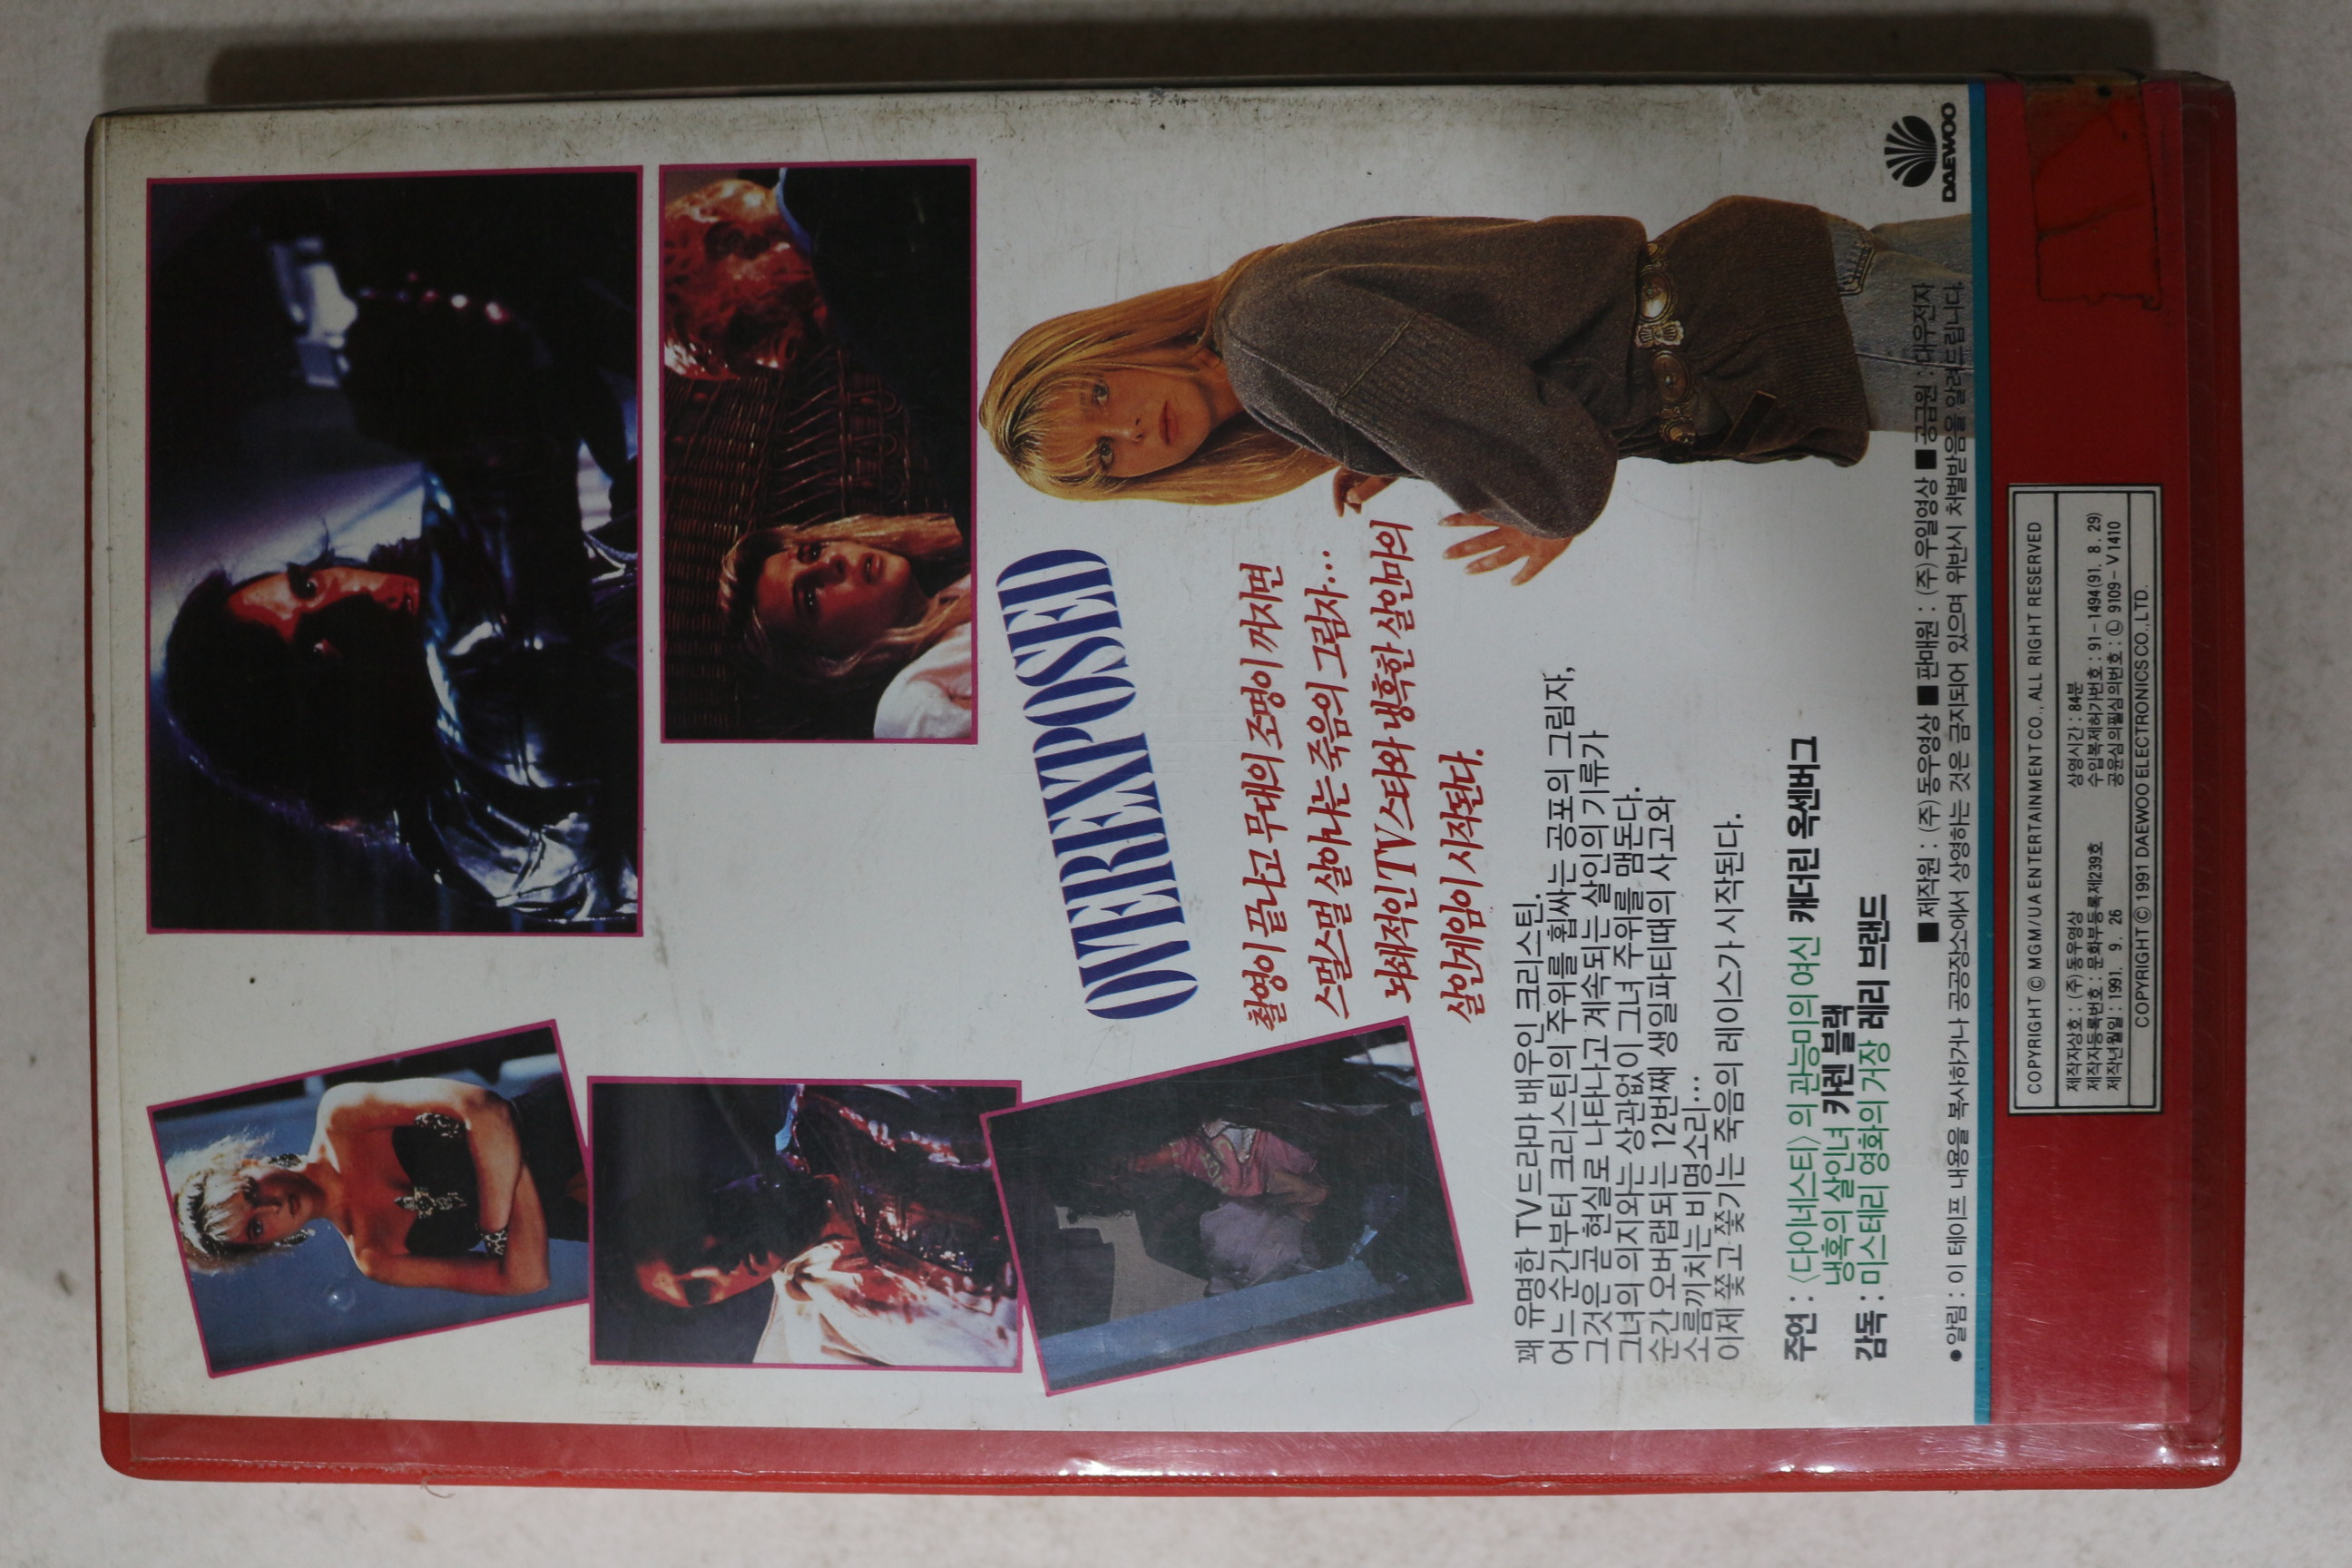 OVEREXPOSED
촬영이 끝나고 무대의 조명이 꺼지면
스멀스멀 살아나는 죽음의 그림자...
뇌쇄적인 TV스타와 냉혹한 살인마의
살인게임이 시작된다.
꽤 유명한 TV드라마 배우인 크리스틴.
어느 순간부터 크리스틴의 주위를 휩싸는 공포의 그림자,
그것은 곧 현실로 나타나고 계속되는 살인의 기류가
그녀의 의지와는 상관없이 그녀 주위를 맴돈다.
순간 오버랩되는 12번째 생일파티때의 사고와
소름끼치는 비명소리...
이제 쫓고 쫓기는 죽음의 레이스가 시작된다.
주연 : 〈다이네스티〉의 관능미의 여신 캐더린 옥센버그
냉혹의 살인녀 카렌 블랙
감독 : 미스테리 영화의 거장 레리 브랜드
■ 제작원 : (주)동우영상 ■ 판매원 : (주)우일영상 ■ 공급원 : 대우전자
● 알림 : 이 테이프 내용을 복사하거나 공공장소에서 상영하는 것은 금지되어 있으며 위반시 처벌받음을 알려드립니다.
DAEWOO
COPYRIGHT © MGM/UA ENTERTAINMENT CO., ALL RIGHT RESERVED
제작자상호 : (주)동우영상 상영시간 : 84분
제작자등록번호 : 문화부등록제239호 수입복제허가번호 : 91-1494(91. 8. 29)
제작년월일 : 1991. 9. 26 공윤심의필심의번호 : Ⓛ 9109-V1410
COPYRIGHT © 1991 DAEWOO ELECTRONICS CO., LTD.